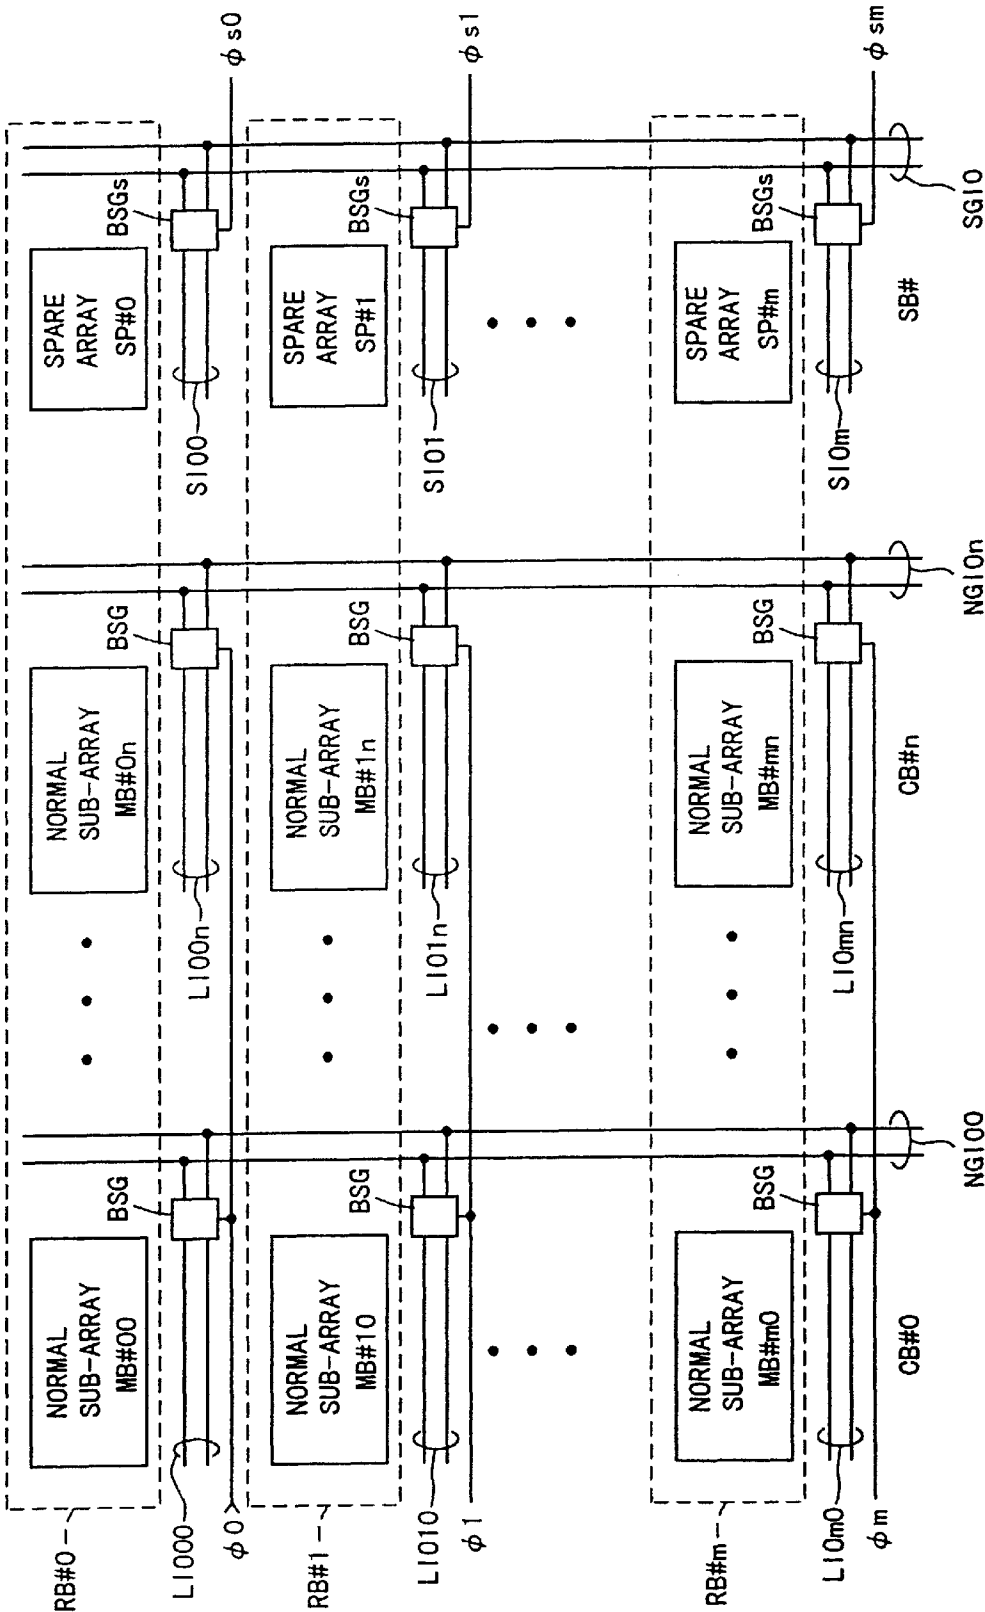 RB#0
NORMAL
SUB-ARRAY
MB#00
NORMAL
SUB-ARRAY
MB#0n
SPARE
ARRAY
SP#0
BSG
BSG
BSGs
LIO00
LIO0n
SIO0
φ0
φs0
RB#1
NORMAL
SUB-ARRAY
MB#10
NORMAL
SUB-ARRAY
MB#1n
SPARE
ARRAY
SP#1
BSG
BSG
BSGs
LIO10
LIO1n
SIO1
φ1
φs1
RB#m
NORMAL
SUB-ARRAY
MB#m0
NORMAL
SUB-ARRAY
MB#mn
SPARE
ARRAY
SP#m
BSG
BSG
BSGs
LIOm0
LIOmn
SIOm
φm
φsm
CB#0
CB#n
SB#
NGIO0
NGIOn
SGIO